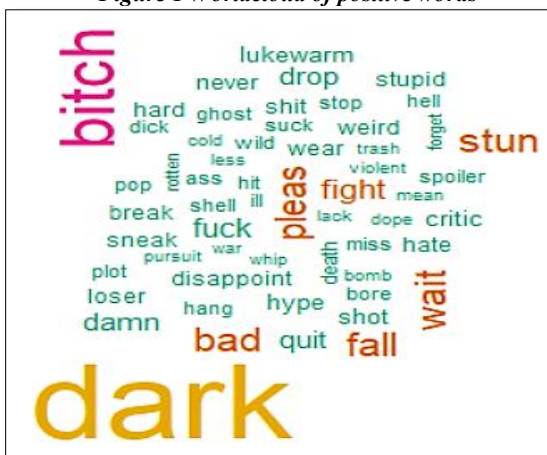 of positive words
bitch
lukewarm
never drop stupid
hard ghost shit stop hell
dick suck weird forget stun
cold wild wear trash
less violent
pop rotten ass hit pleas fight spoiler
shell ill mean
break fuck lack dope critic
sneak war death miss hate
pursuit whip
plot disappoint bomb
loser hang hype bore wait
damn shot
bad quit fall
dark